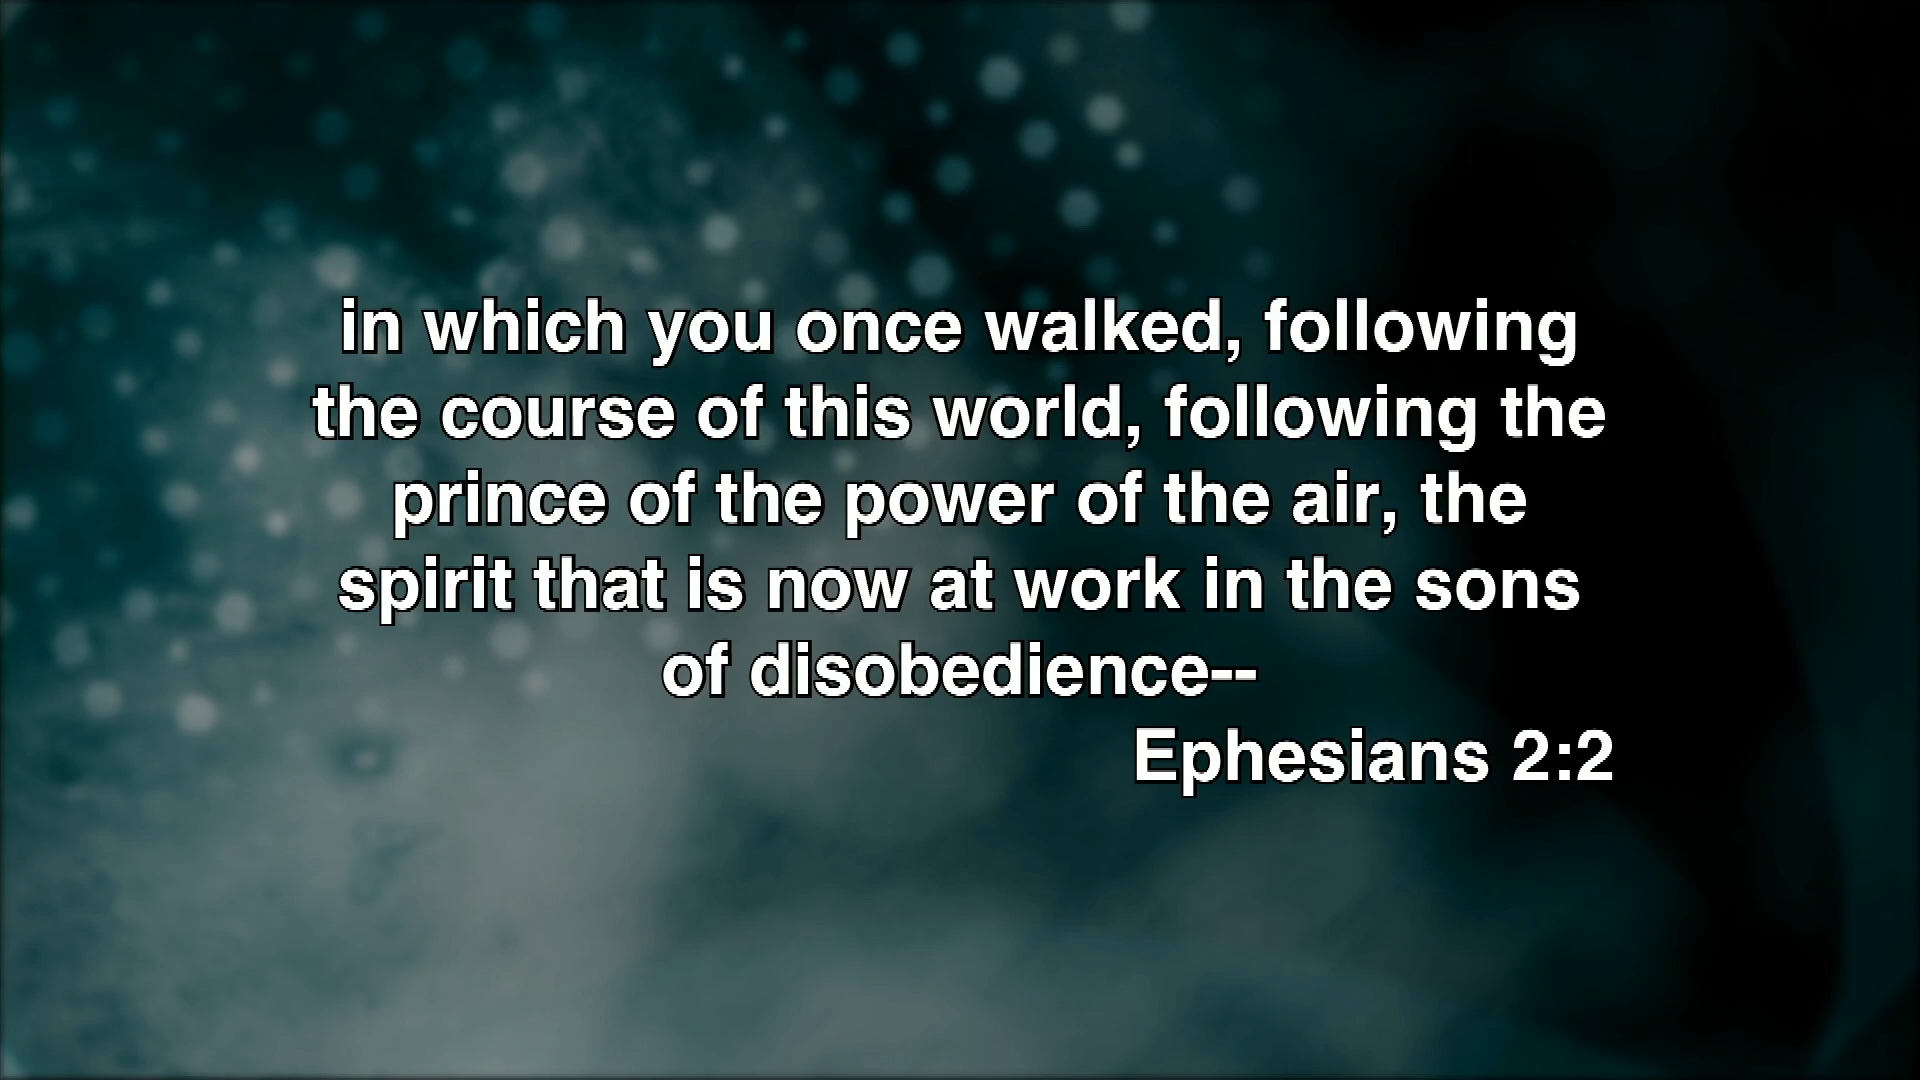 in which you once walked, following
the course of this world, following the
prince of the power of the air, the
spirit that is now at work in the sons
of disobedience--
Ephesians 2:2